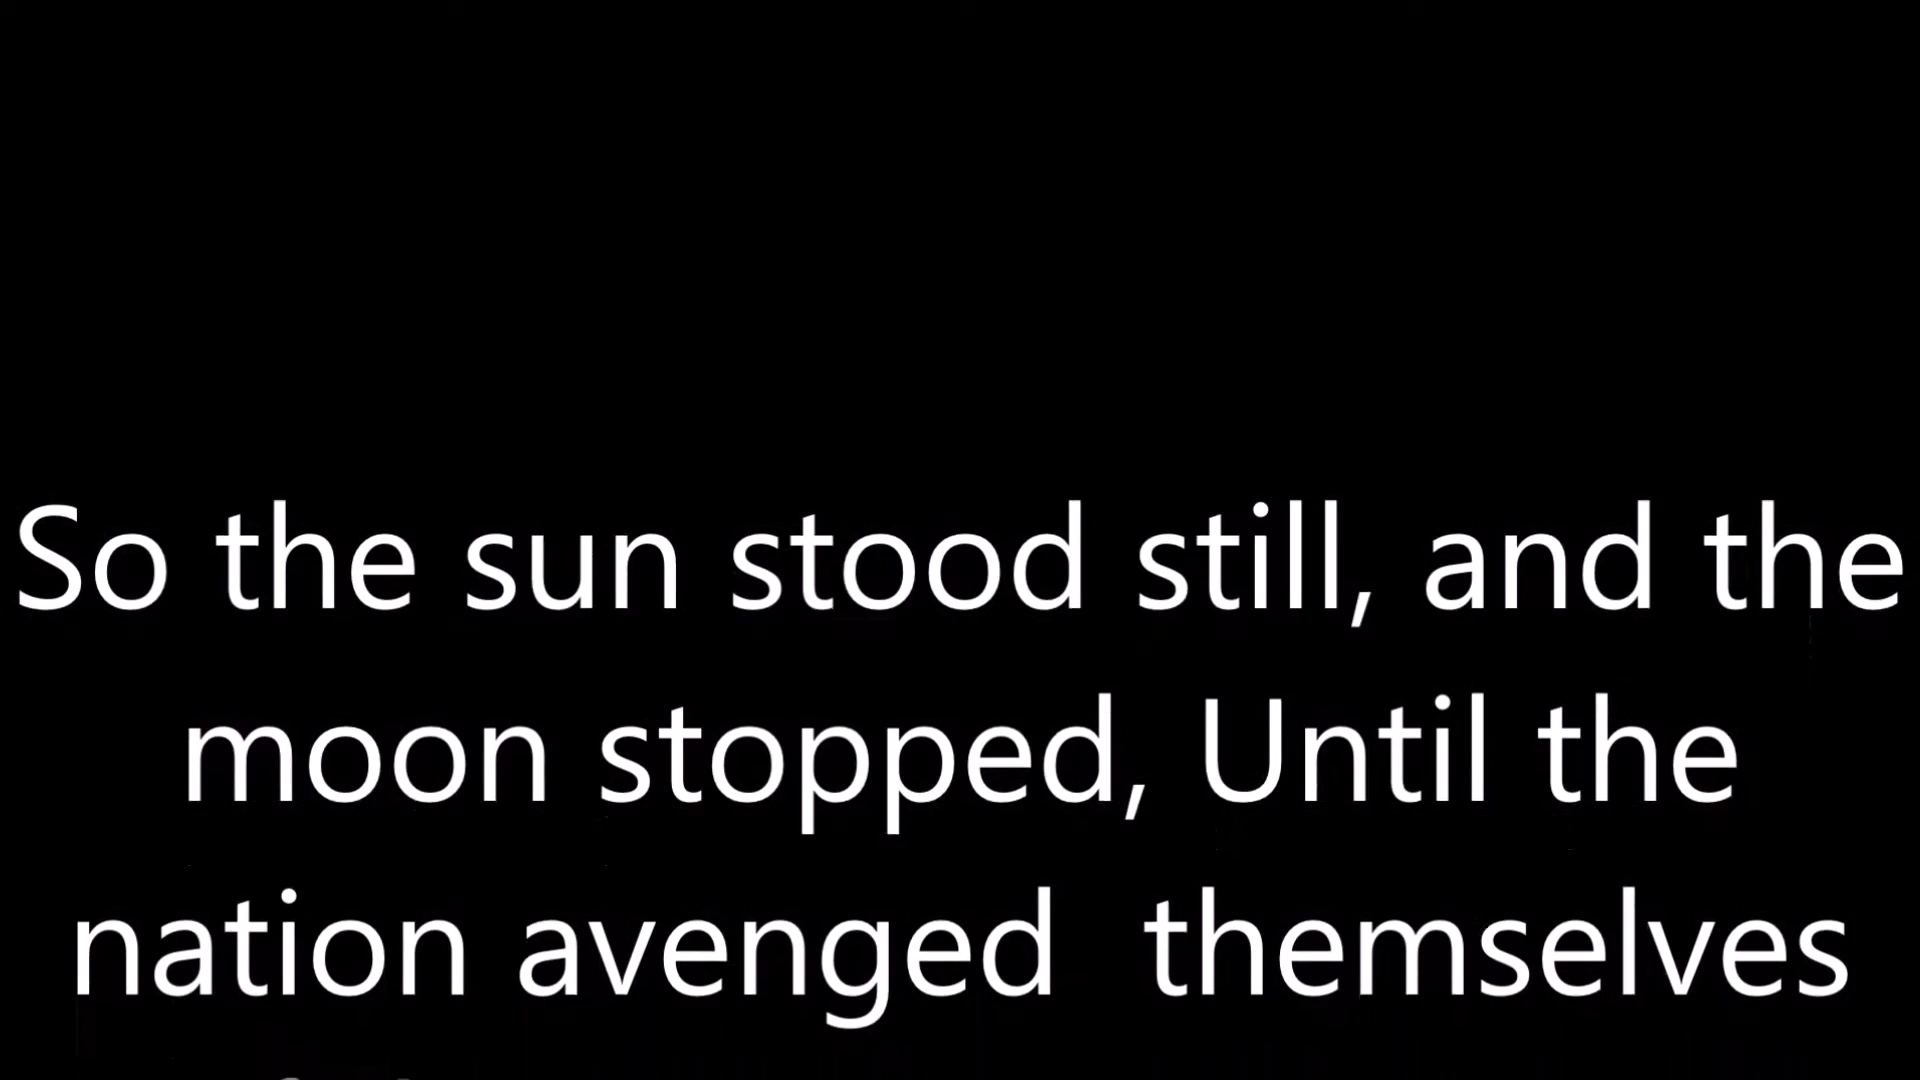 So the sun stood still, and the
moon stopped, Until the
nation avenged  themselves